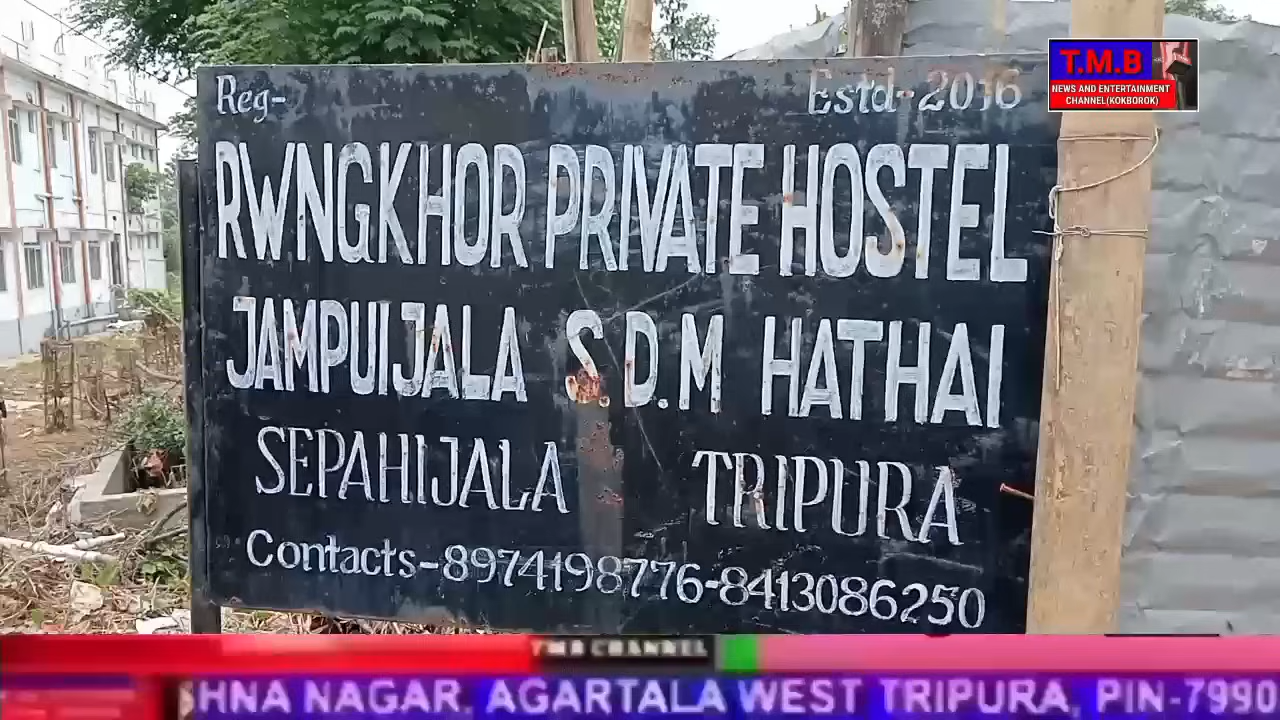 Reg-
Estd-2016
RWNGKHOR PRIVATE HOSTEL
JAMPUIJALA S.D.M HATHAI
SEPAHIJALA TRIPURA
Contacts-8974198776-8413086250
T.M.B
NEWS AND ENTERTAINMENT
CHANNEL(KOKBOROK)
TMB CHANNEL
HNA NAGAR, AGARTALA WEST TRIPURA, PIN-7990